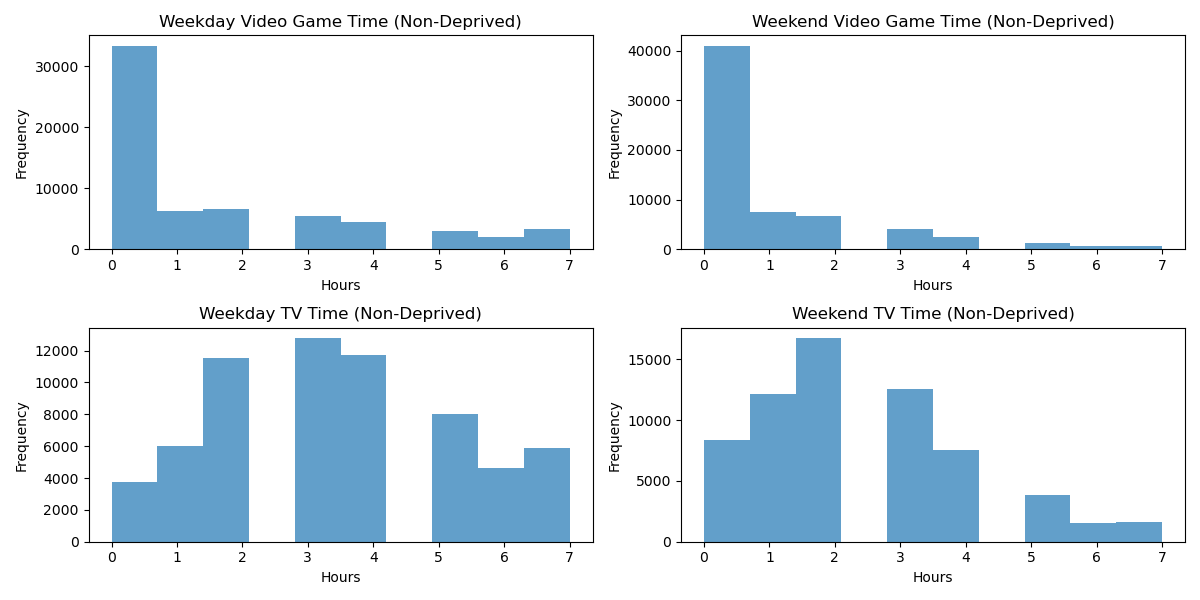 Weekday Video Game Time (Non-Deprived)
Frequency
30000
20000
10000
0
0 1 2 3 4 5 6 7
Hours
Weekend Video Game Time (Non-Deprived)
Frequency
40000
30000
20000
10000
0
0 1 2 3 4 5 6 7
Hours
Weekday TV Time (Non-Deprived)
Frequency
12000
10000
8000
6000
4000
2000
0
0 1 2 3 4 5 6 7
Hours
Weekend TV Time (Non-Deprived)
Frequency
15000
10000
5000
0
0 1 2 3 4 5 6 7
Hours